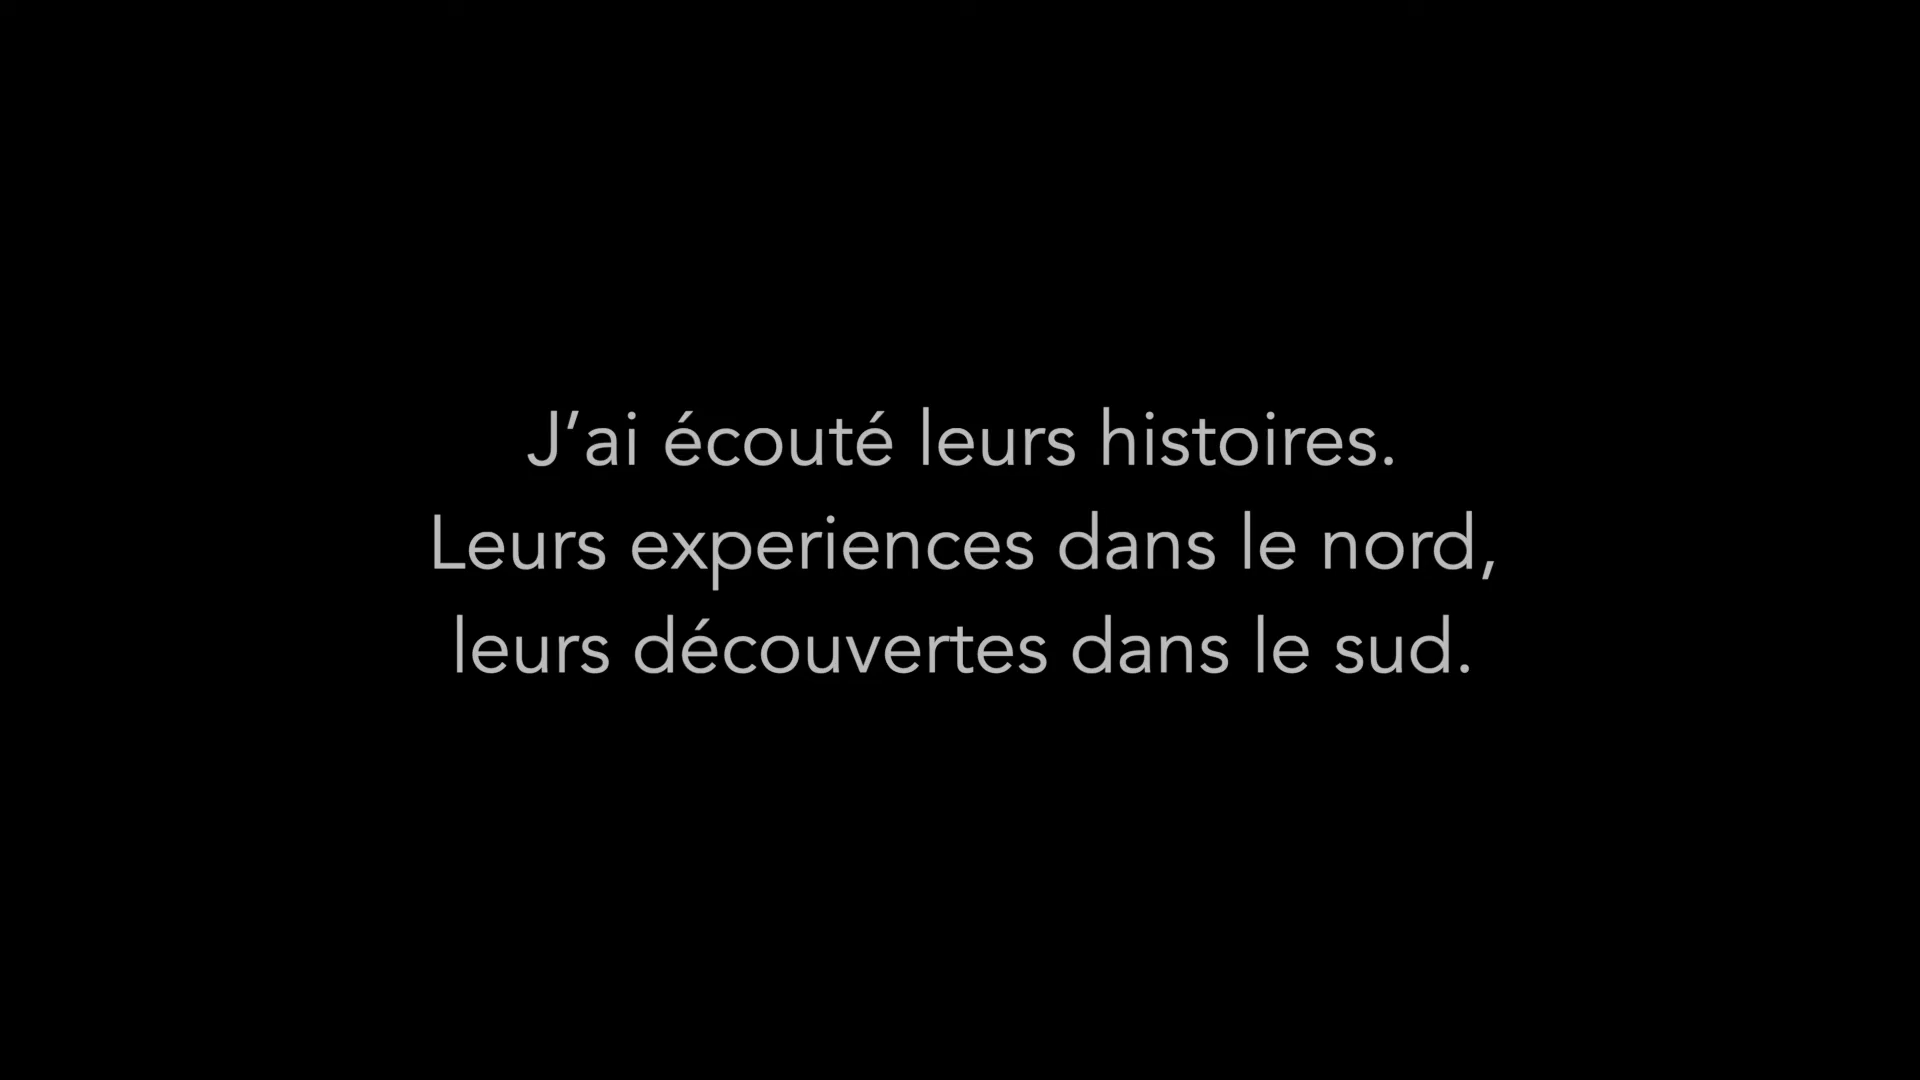 J’ai écouté leurs histoires.
Leurs experiences dans le nord,
leurs découvertes dans le sud.